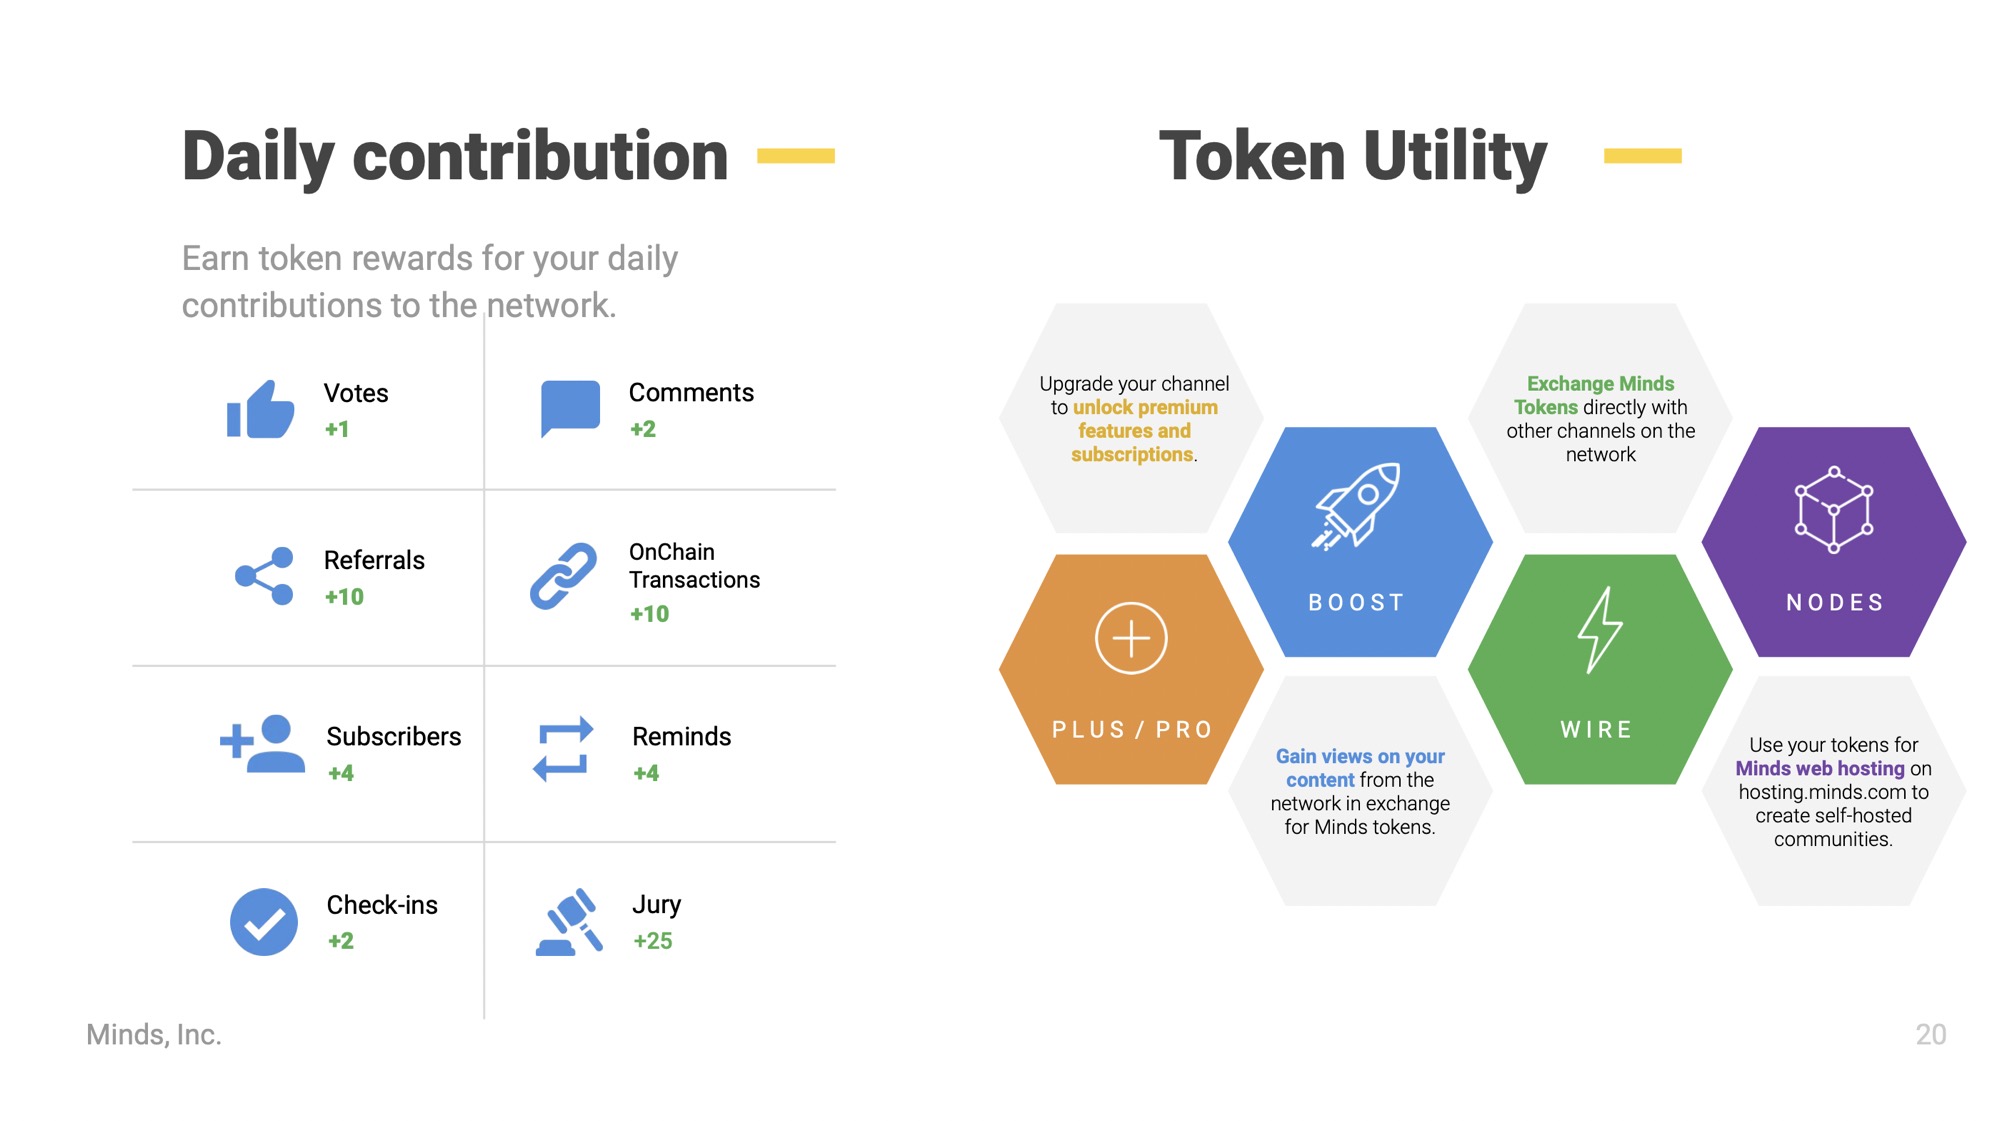 Daily contribution
Earn token rewards for your daily
contributions to the network.
Votes
+1
Comments
+2
Referrals
+10
OnChain
Transactions
+10
Subscribers
+4
Reminds
+4
Check-ins
+2
Jury
+25
Token Utility
Upgrade your channel
to unlock premium
features and
subscriptions.
PLUS / PRO
BOOST
Gain views on your
content from the
network in exchange
for Minds tokens.
Exchange Minds
Tokens directly with
other channels on the
network
WIRE
NODES
Use your tokens for
Minds web hosting on
hosting.minds.com to
create self-hosted
communities.
Minds, Inc.
20